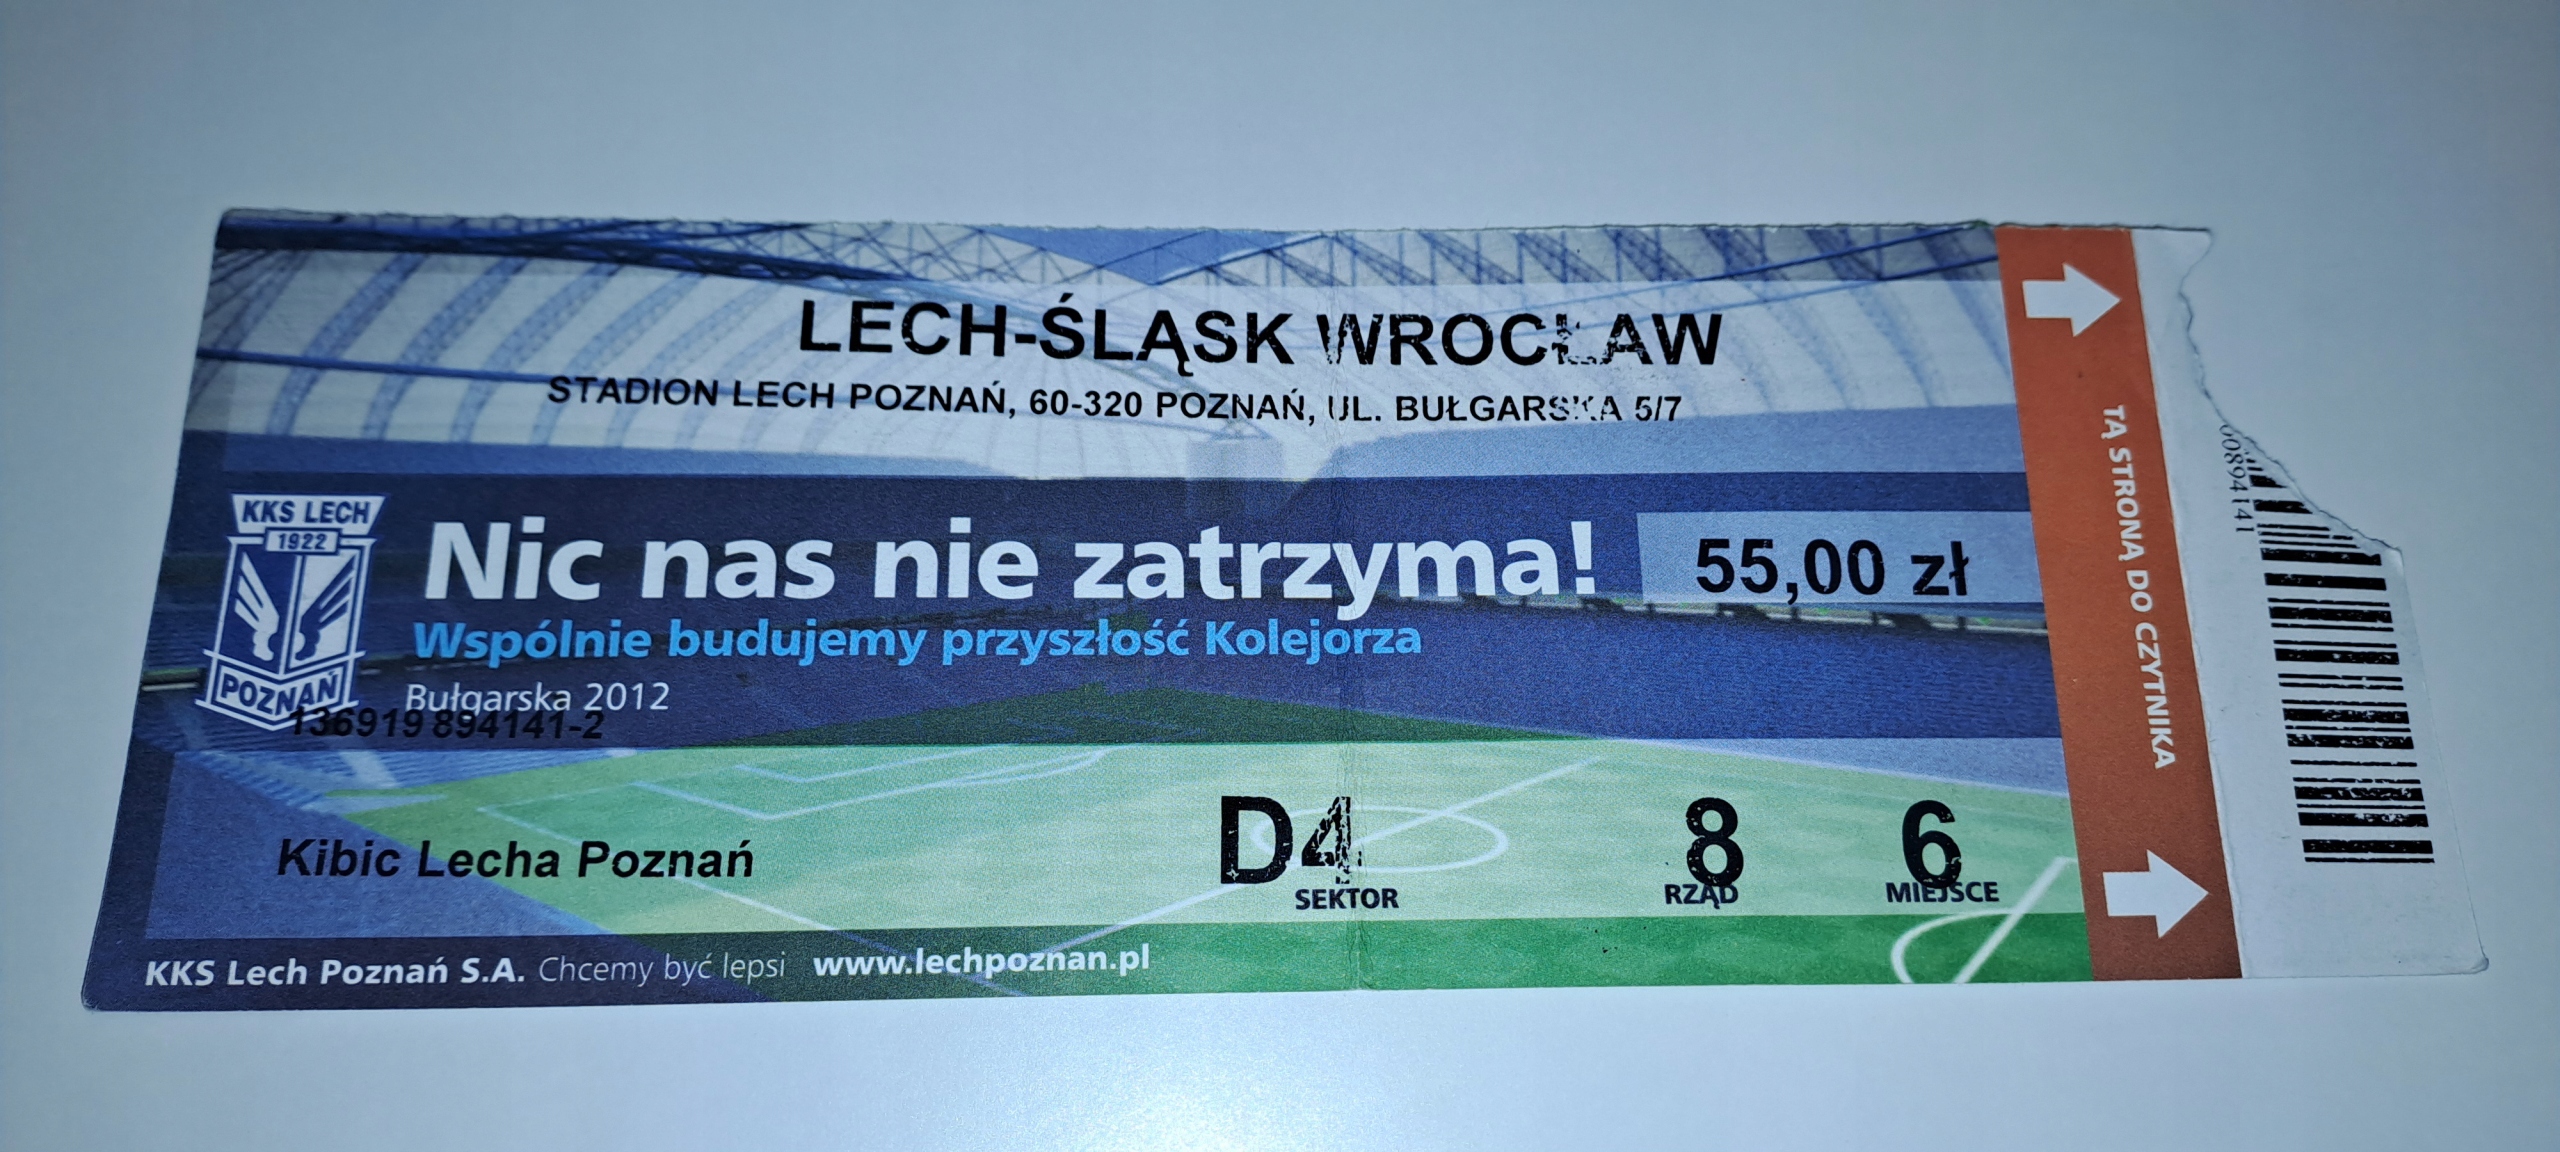 LECH-ŚLĄSK WROCŁAW
STADION LECH POZNAŃ, 60-320 POZNAŃ, UL. BUŁGARSKA 5/7
KKS LECH
1922
POZNAŃ
Nic nas nie zatrzyma!
55,00 zł
Wspólnie budujemy przyszłość Kolejorza
Bułgarska 2012
136919 894141-2
Kibic Lecha Poznań
D4
SEKTOR
8
RZĄD
6
MIEJSCE
KKS Lech Poznań S.A. Chcemy być lepsi www.lechpoznan.pl
TĄ STRONĄ DO CZYTNIKA
00894141